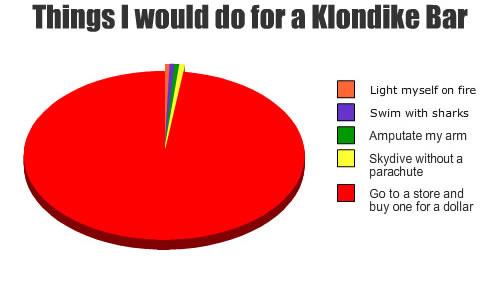 Things I would do for a Klondike Bar
Light myself on fire
Swim with sharks
Amputate my arm
Skydive without a
parachute
Go to a store and
buy one for a dollar